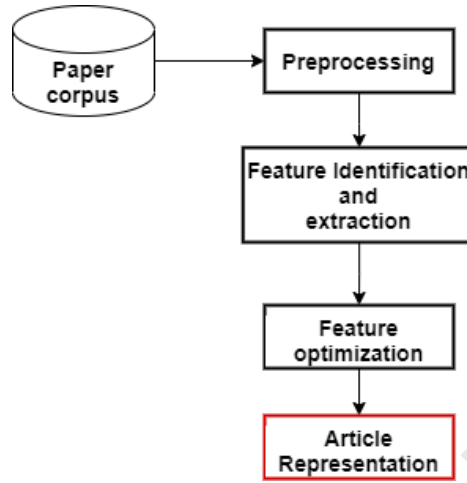 Paper
corpus
Preprocessing
Feature Identification
and
extraction
Feature
optimization
Article
Representation